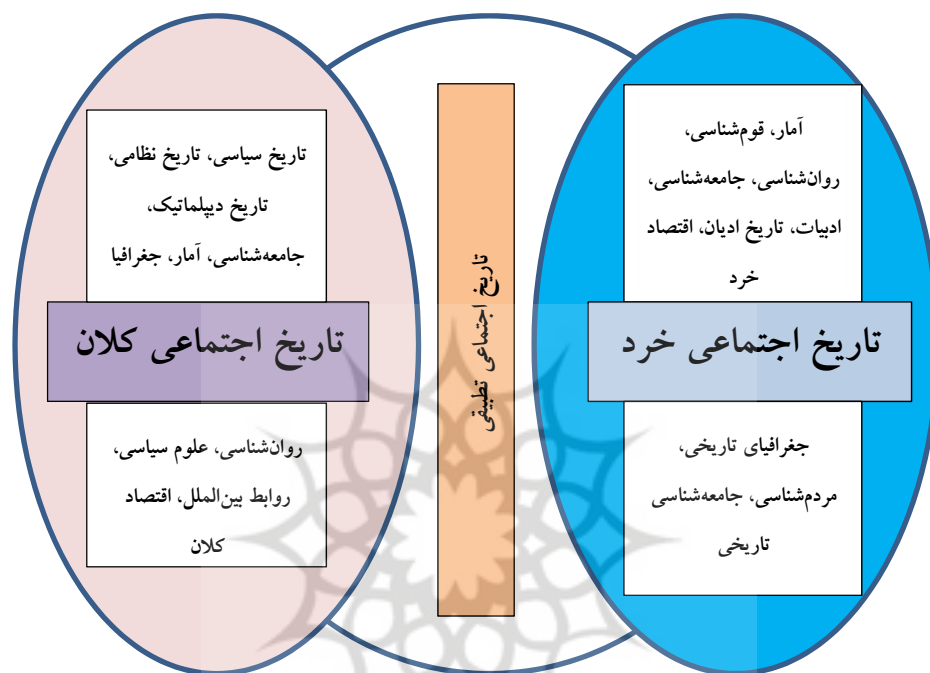 آمار، قوم‌شناسی،
روان‌شناسی، جامعه‌شناسی،
ادبیات، تاریخ ادیان، اقتصاد
خرد
تاریخ اجتماعی خرد
جغرافیای تاریخی،
مردم‌شناسی، جامعه‌شناسی
تاریخی
تاریخ اجتماعی تطبیقی
تاریخ سیاسی، تاریخ نظامی،
تاریخ دیپلماتیک،
جامعه‌شناسی، آمار، جغرافیا
تاریخ اجتماعی کلان
روان‌شناسی، علوم سیاسی،
روابط بین‌الملل، اقتصاد
کلان